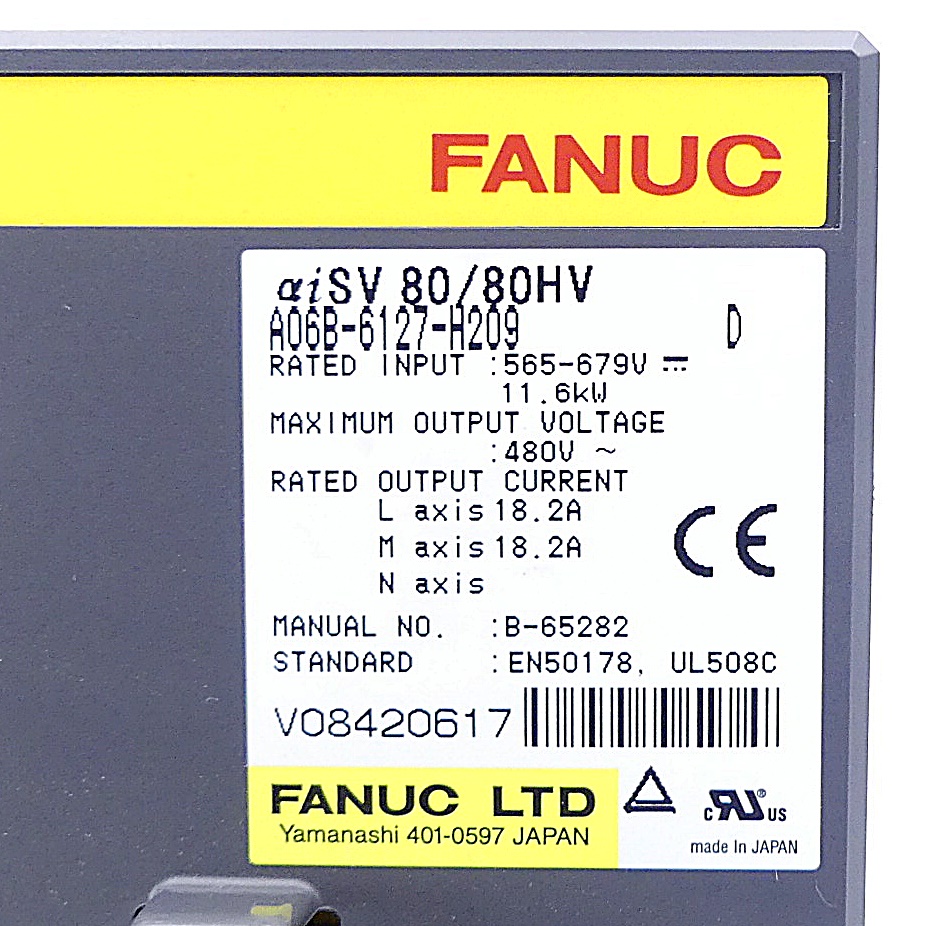 FANUC
αiSV 80/80HV
A06B-6127-H209 D
RATED INPUT :565-679V ⎓
11.6kW
MAXIMUM OUTPUT VOLTAGE
:480V ~
RATED OUTPUT CURRENT
L axis 18.2A
M axis 18.2A
N axis
CE
MANUAL NO. :B-65282
STANDARD :EN50178, UL508C
V08420617
FANUC LTD
Yamanashi 401-0597 JAPAN
c RU ® US
made In JAPAN